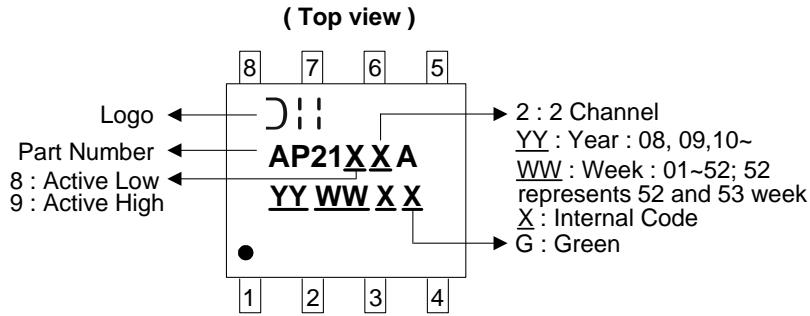 ( Top view )
8 7 6 5
Logo
Part Number
8 : Active Low
9 : Active High
AP21XXA
YY WW X X
2 : 2 Channel
YY : Year : 08, 09,10~
WW : Week : 01~52; 52
represents 52 and 53 week
X : Internal Code
G : Green
1 2 3 4